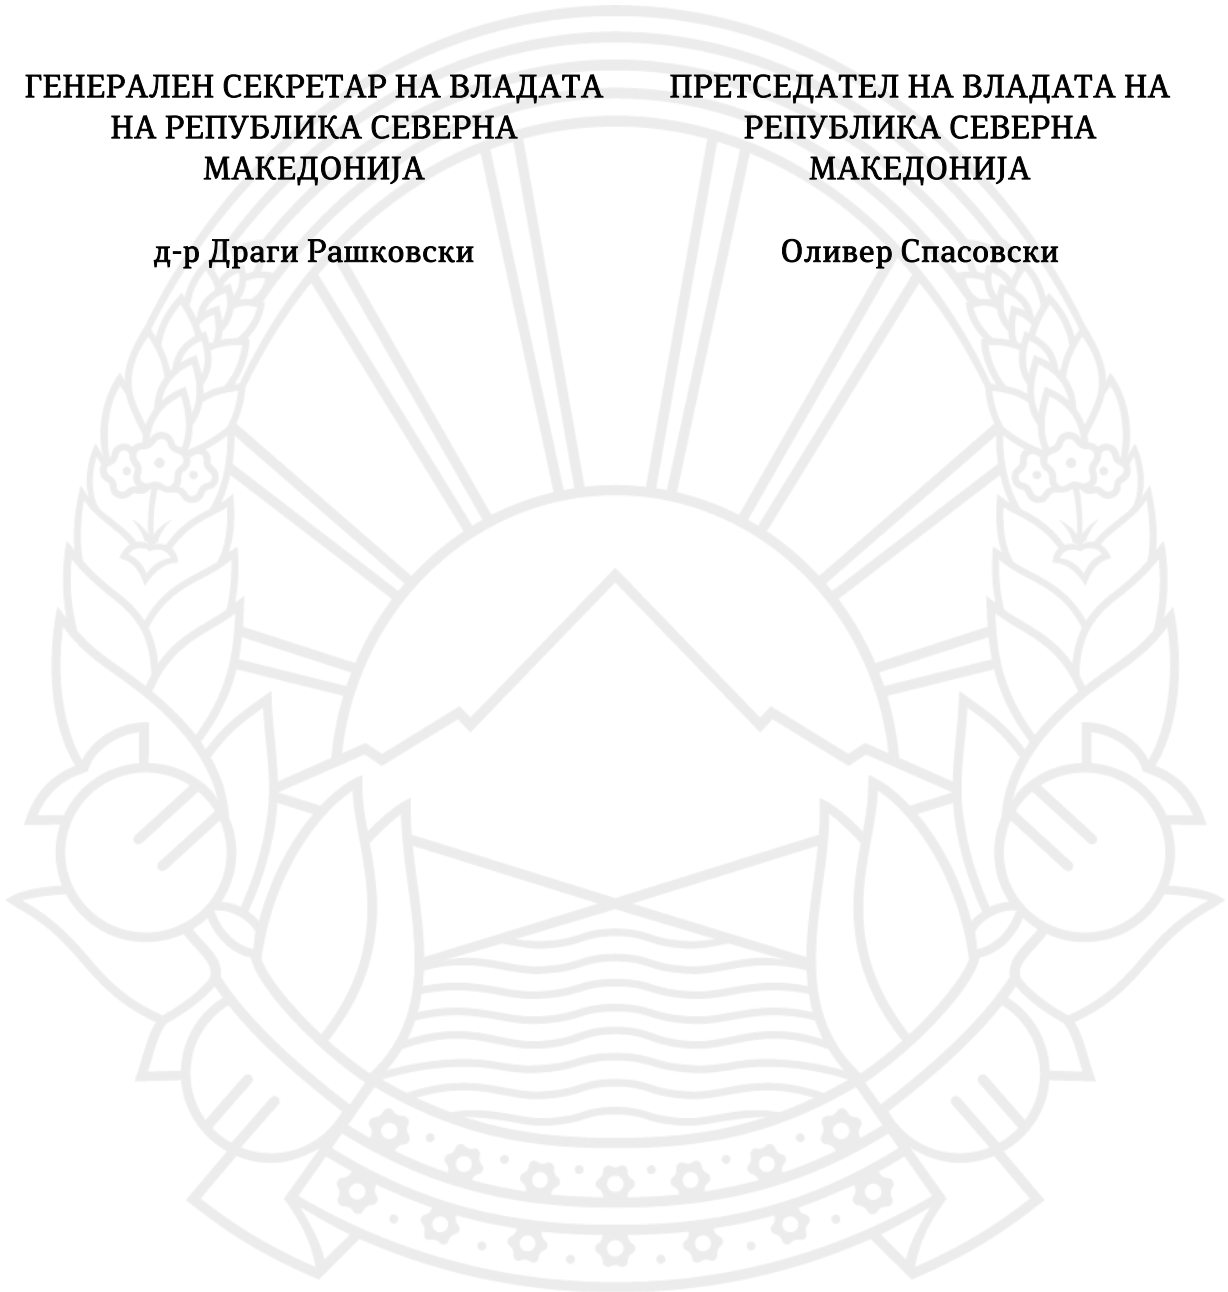 ГЕНЕРАЛЕН СЕКРЕТАР НА ВЛАДАТА
НА РЕПУБЛИКА СЕВЕРНА
МАКЕДОНИЈА
д-р Драги Рашковски
ПРЕТСЕДАТЕЛ НА ВЛАДАТА НА
РЕПУБЛИКА СЕВЕРНА
МАКЕДОНИЈА
Оливер Спасовски